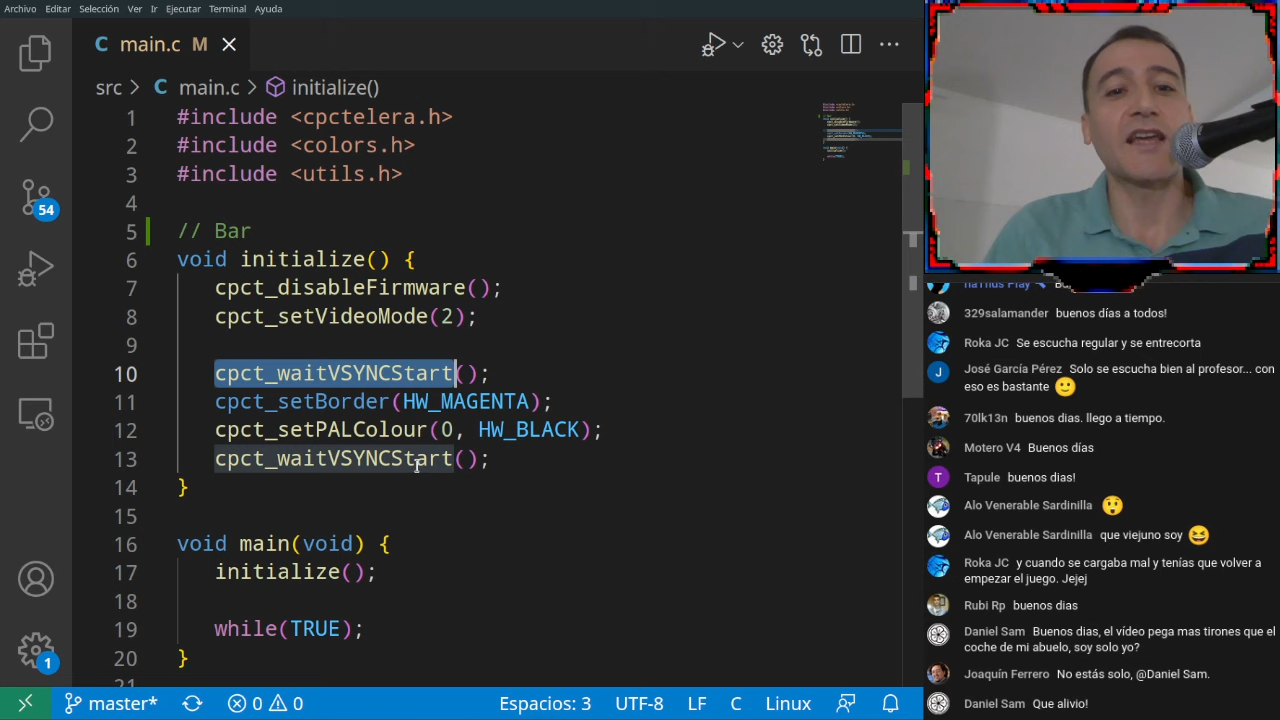 Archivo Editar Selección Ver Ir Ejecutar Terminal Ayuda
C main.c M
src > C main.c > initialize()
1 #include <cpctelera.h>
2 #include <colors.h>
3 #include <utils.h>
4
5 // Bar
6 void initialize() {
7 cpct_disableFirmware();
8 cpct_setVideoMode(2);
9
10 cpct_waitVSYNCStart();
11 cpct_setBorder(HW_MAGENTA);
12 cpct_setPALColour(0, HW_BLACK);
13 cpct_waitVSYNCStart();
14 }
15
16 void main(void) {
17 initialize();
18
19 while(TRUE);
20 }
54
1
master* 0 0 Espacios: 3 UTF-8 LF C Linux
329salamander buenos días a todos!
Roka JC Se escucha regular y se entrecorta
José García Pérez Solo se escucha bien al profesor... con
eso es bastante
70lk13n buenos dias. llego a tiempo.
Motero V4 Buenos días
Tapule buenos dias!
Alo Venerable Sardinilla
Alo Venerable Sardinilla que viejuno soy
Roka JC y cuando se cargaba mal y tenías que volver a
empezar el juego. Jejej
Rubi Rp buenos dias
Daniel Sam Buenos dias, el vídeo pega mas tirones que el
coche de mi abuelo, soy solo yo?
Joaquín Ferrero No estás solo, @Daniel Sam.
Daniel Sam Que alivio!